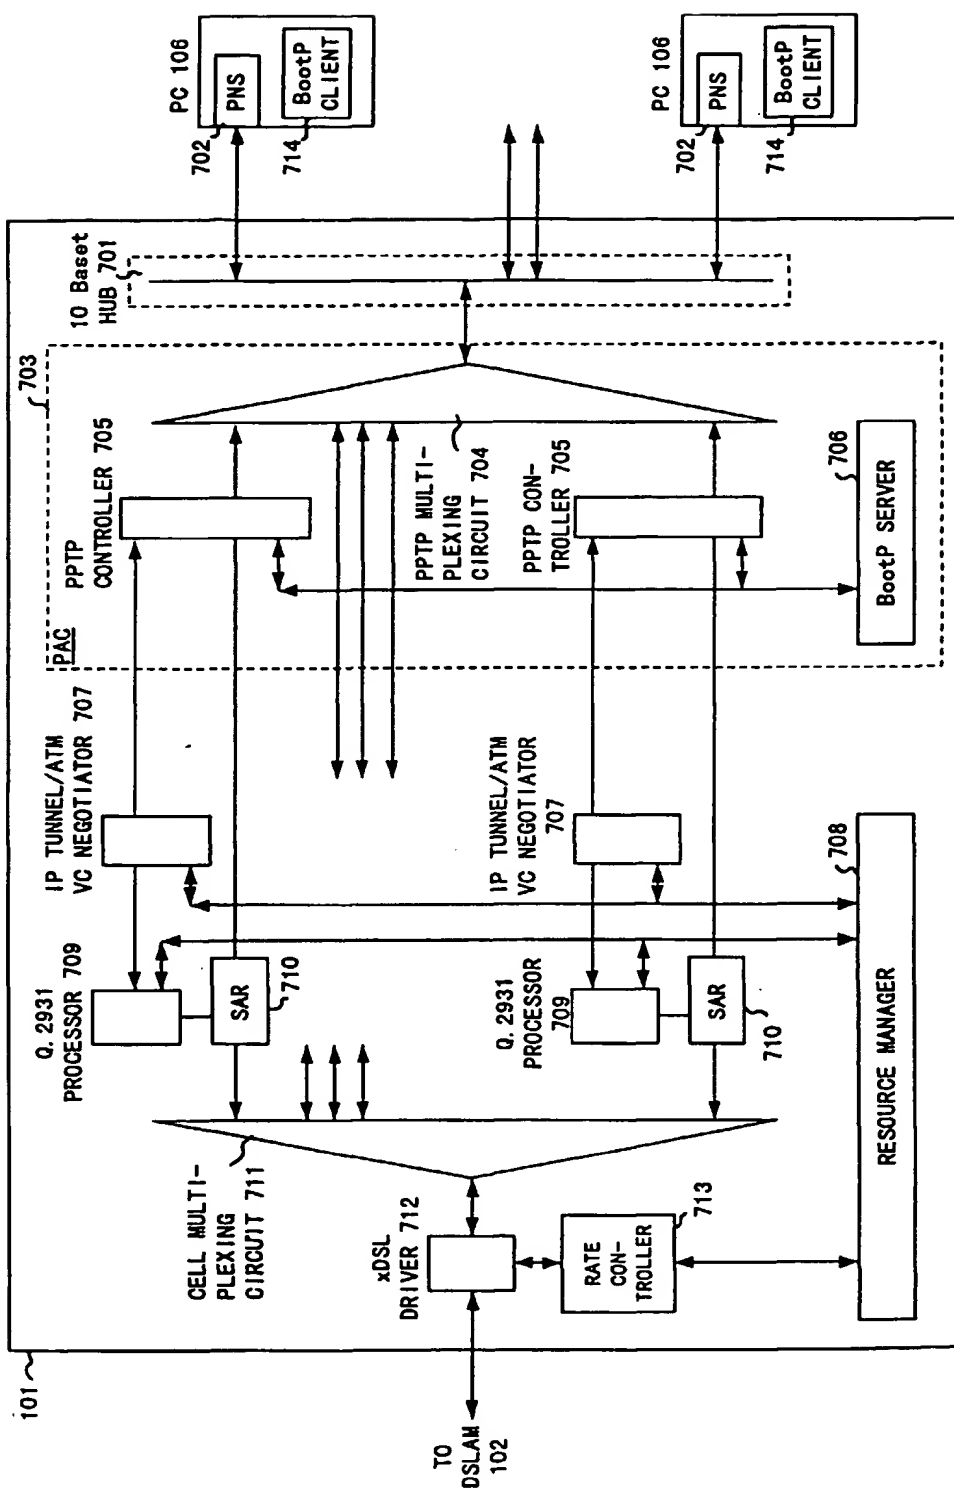 101
TO
DSLAM
102
CELL MULTI-
PLEXING
CIRCUIT 711
xDSL
DRIVER 712
RATE
CON-
TROLLER
713
Q.2931
PROCESSOR 709
SAR
710
Q.2931
PROCESSOR
709
SAR
710
RESOURCE MANAGER
708
IP TUNNEL/ATM
VC NEGOTIATOR 707
IP TUNNEL/ATM
VC NEGOTIATOR
707
703
PAC
PPTP
CONTROLLER 705
PPTP MULTI-
PLEXING
CIRCUIT 704
PPTP CON-
TROLLER 705
706
BootP SERVER
10 Baset
HUB 701
PC 106
PNS
702
BootP
CLIENT
714
PC 106
PNS
702
BootP
CLIENT
714